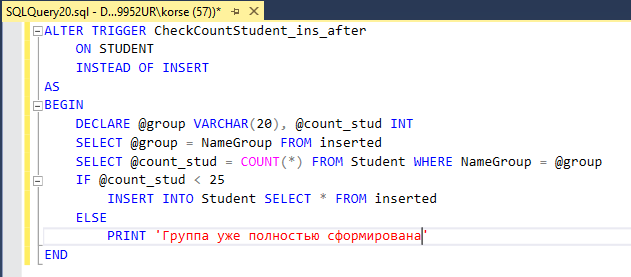 SQLQuery20.sql - D...9952UR\korse (57))*
ALTER TRIGGER CheckCountStudent_ins_after
ON STUDENT
INSTEAD OF INSERT
AS
BEGIN
DECLARE @group VARCHAR(20), @count_stud INT
SELECT @group = NameGroup FROM inserted
SELECT @count_stud = COUNT(*) FROM Student WHERE NameGroup = @group
IF @count_stud < 25
INSERT INTO Student SELECT * FROM inserted
ELSE
PRINT 'Группа уже полностью сформирована'
END